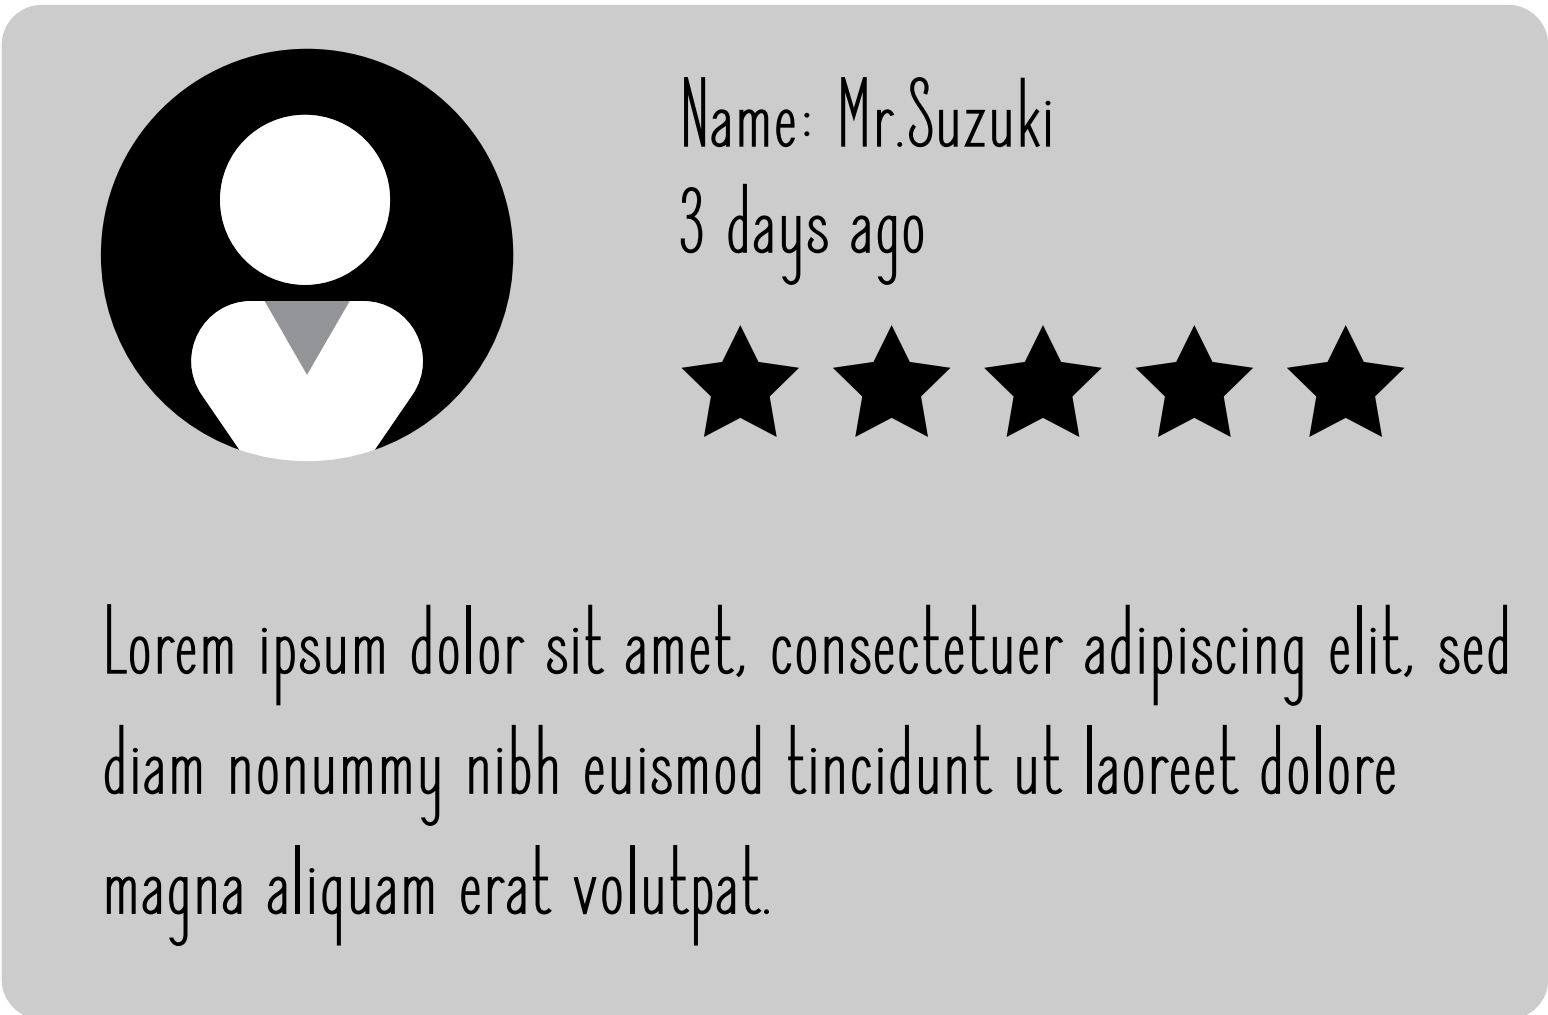 Name: Mr.Suzuki
3 days ago
Lorem ipsum dolor sit amet, consectetuer adipiscing elit, sed
diam nonummy nibh euismod tincidunt ut laoreet dolore
magna aliquam erat volutpat.